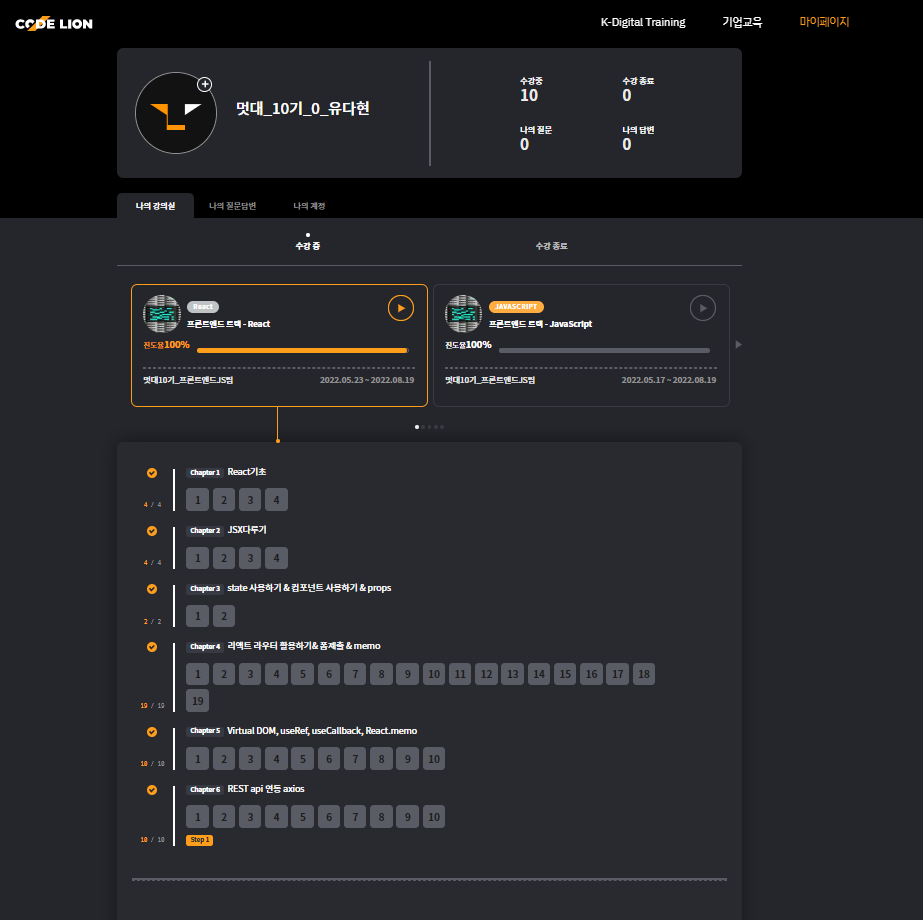 CODE LION
K-Digital Training 기업교육 마이페이지
멋대_10기_0_유다현
수강중 수강 종료
10 0
나의 질문 나의 답변
0 0
나의 강의실 나의 질문답변 나의 계정
수강 중 수강 종료
React
프론트엔드 트랙 - React
진도율100%
멋대10기_프론트엔드JS팀 2022.05.23 ~ 2022.08.19
JAVASCRIPT
프론트엔드 트랙 - JavaScript
진도율100%
멋대10기_프론트엔드JS팀 2022.05.17 ~ 2022.08.19
Chapter 1 React기초
4 / 4 1 2 3 4
Chapter 2 JSX다루기
4 / 4 1 2 3 4
Chapter 3 state 사용하기 & 컴포넌트 사용하기 & props
2 / 2 1 2
Chapter 4 리액트 라우터 활용하기& 폼제출 & memo
1 2 3 4 5 6 7 8 9 10 11 12 13 14 15 16 17 18
19 / 19 19
Chapter 5 Virtual DOM, useRef, useCallback, React.memo
10 / 10 1 2 3 4 5 6 7 8 9 10
Chapter 6 REST api 연동 axios
1 2 3 4 5 6 7 8 9 10
10 / 10 Step 1